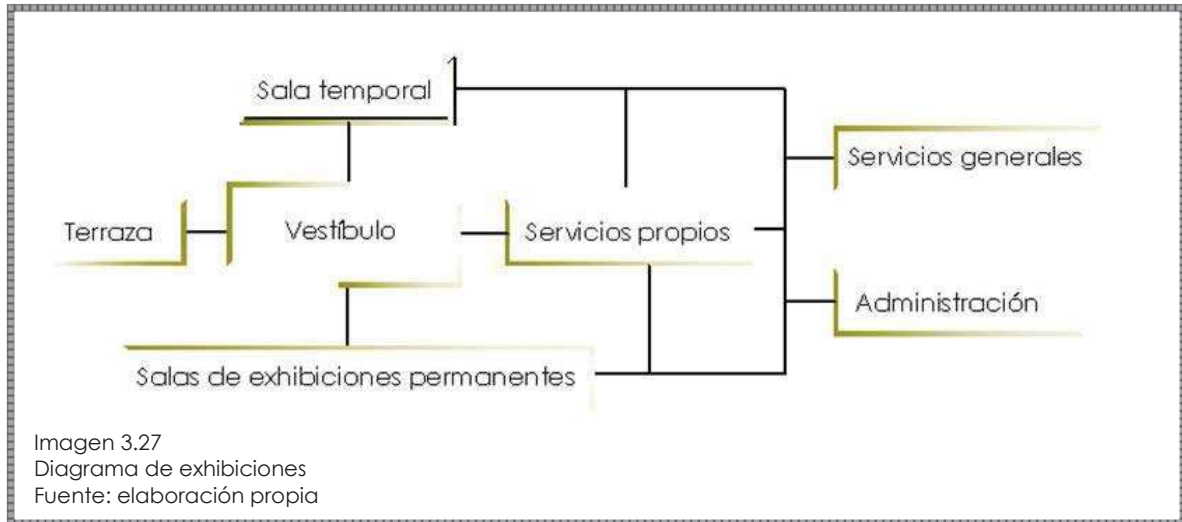 Sala temporal
Servicios generales
Terraza
Vestíbulo
Servicios propios
Administración
Salas de exhibiciones permanentes
Imagen 3.27
Diagrama de exhibiciones
Fuente: elaboración propia